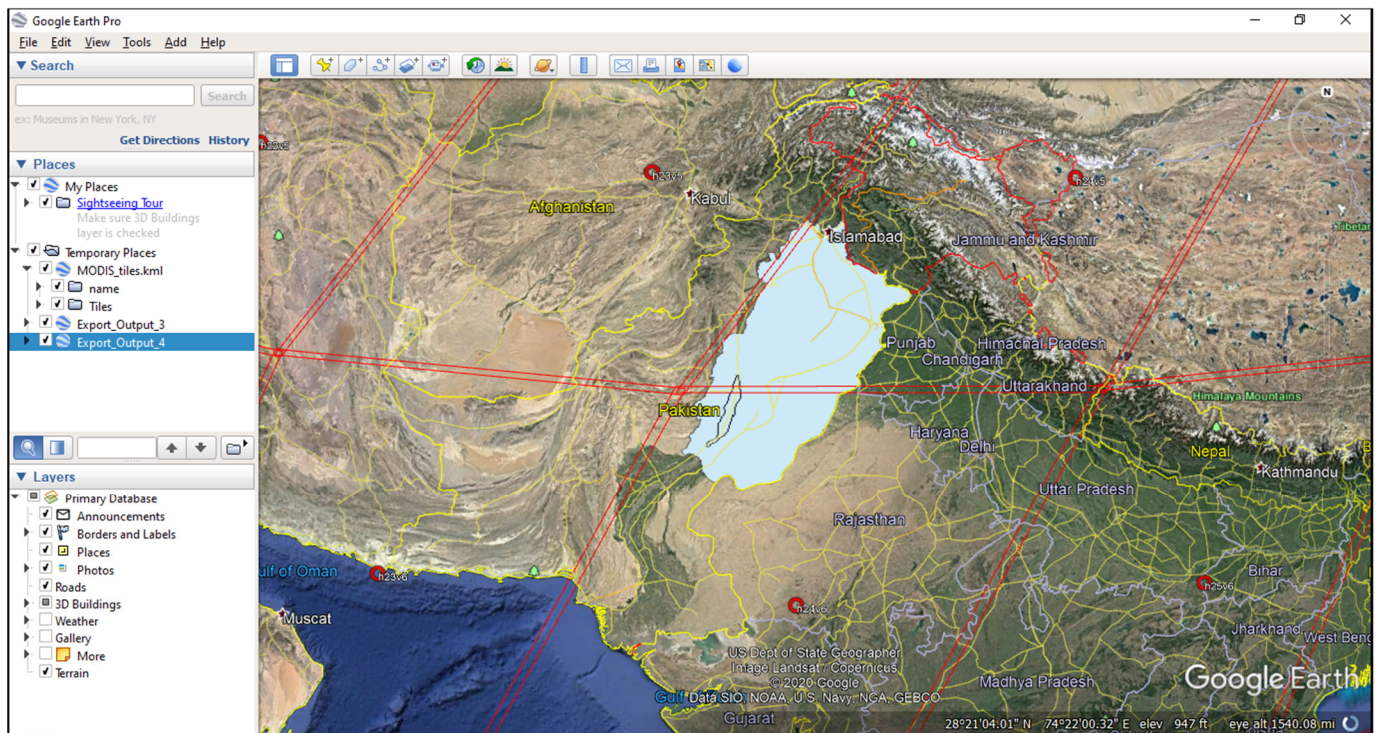 Google Earth Pro
File Edit View Tools Add Help
Search
Search
ex: Museums in New York, NY
Get Directions History
Places
My Places
Sightseeing Tour
Make sure 3D Buildings
layer is checked
Temporary Places
MODIS_tiles.kml
name
Tiles
Export_Output_3
Export_Output_4
Layers
Primary Database
Announcements
Borders and Labels
Places
Photos
Roads
3D Buildings
Weather
Gallery
More
Terrain
N
h23v5
h24v5
Kabul
Afghanistan
Islamabad
Jammu and Kashmir
Punjab
Himachal Pradesh
Chandigarh
Uttarakhand
Himalaya Mountains
Pakistan
Haryana
Delhi
Nepal
Kathmandu
Uttar Pradesh
Rajasthan
ulf of Oman
h23v6
Bihar
h25v6
h24v6
Muscat
Jharkhand
West Beng
US Dept of State Geographer
Image Landsat / Copernicus
© 2020 Google
Data SIO, NOAA, U.S. Navy, NGA, GEBCO
Madhya Pradesh
Google Earth
Gujarat
28°21'04.01" N 74°22'00.32" E elev 947 ft eye alt 1540.08 mi